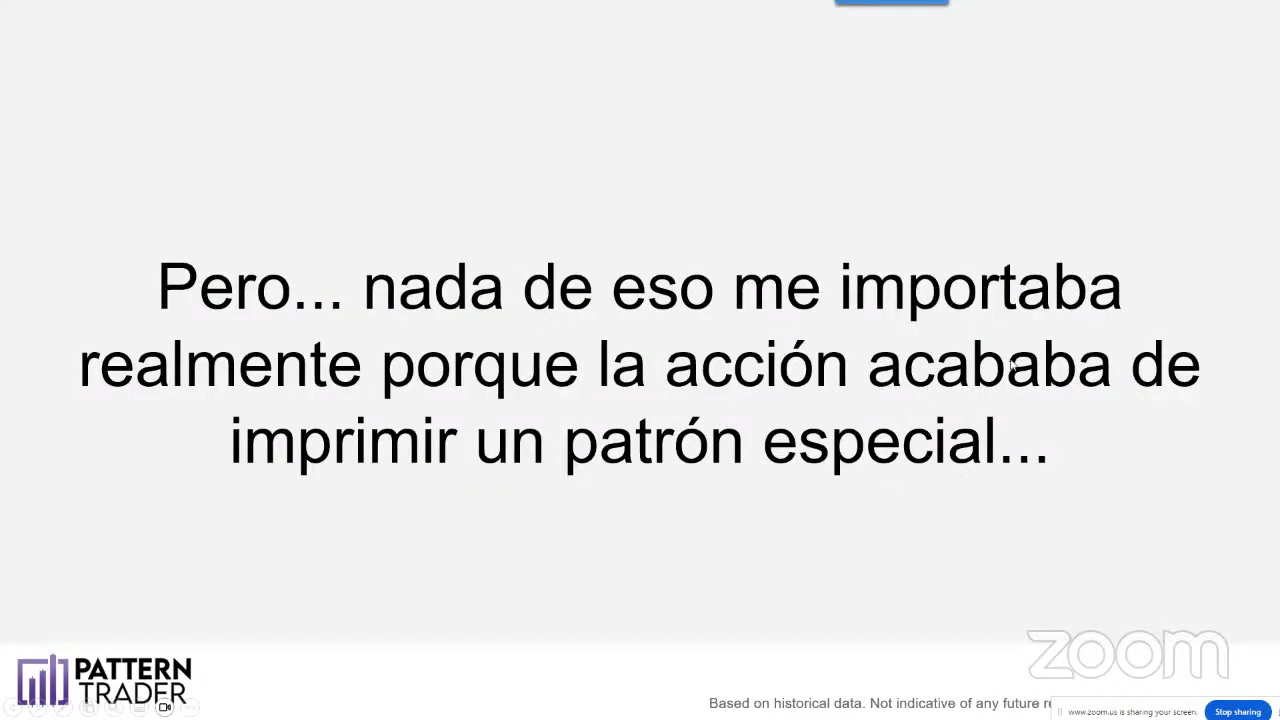 Pero... nada de eso me importaba
realmente porque la acción acababa de
imprimir un patrón especial...
zoom
PATTERN
TRADER
Based on historical data. Not indicative of any future
www.zoom.us is sharing your screen.
Stop sharing